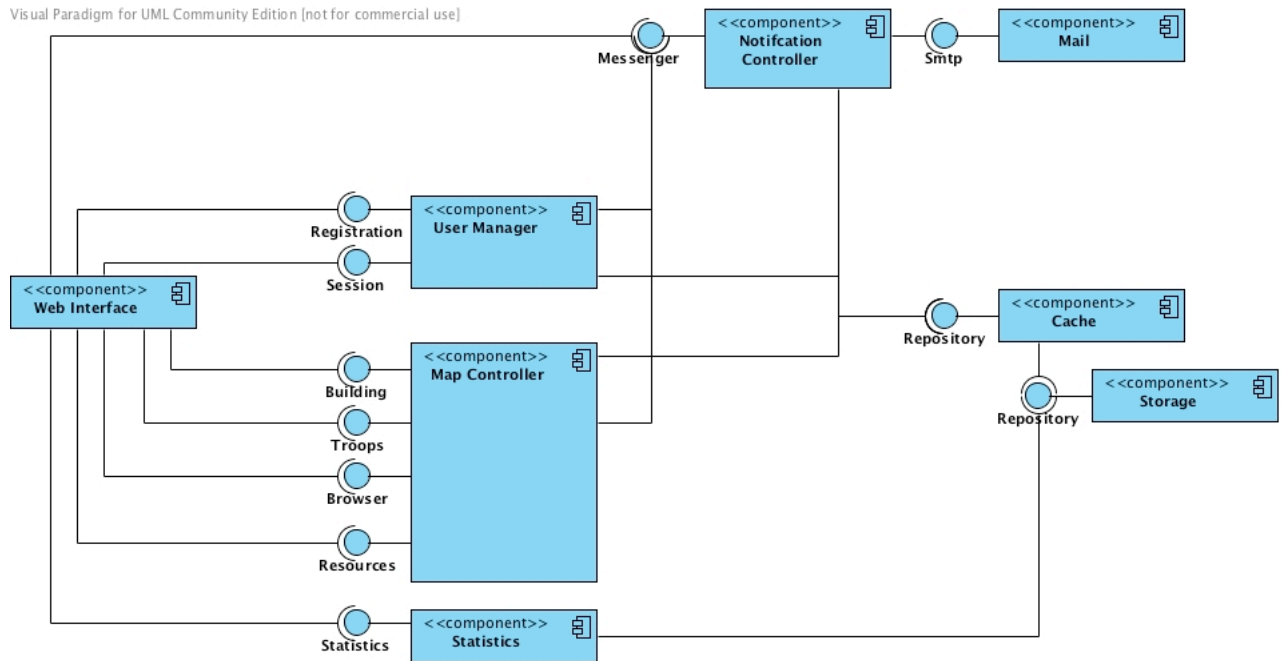 Visual Paradigm for UML Community Edition [not for commercial use]
<<component>>
Notifcation
Controller
<<component>>
Mail
Messenger
Smtp
<<component>>
User Manager
Registration
Session
<<component>>
Web Interface
<<component>>
Cache
Repository
<<component>>
Map Controller
Building
Troops
Browser
Resources
<<component>>
Storage
Repository
<<component>>
Statistics
Statistics